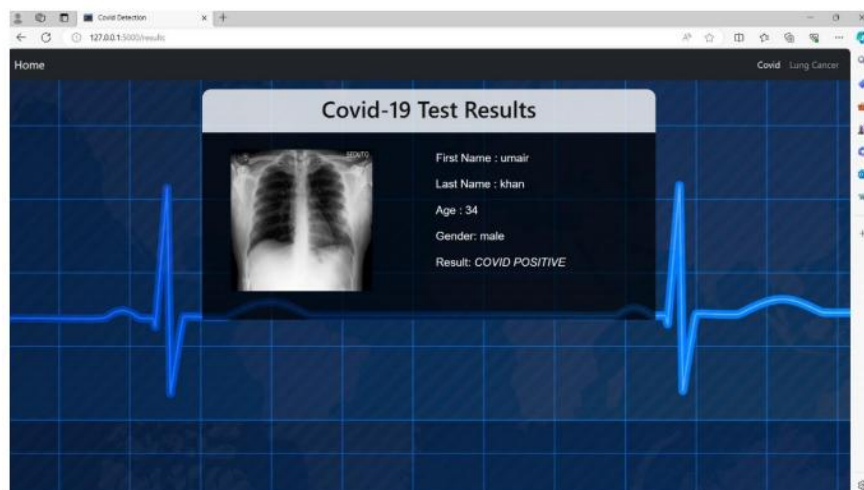 Covid Detection
127.0.0.1:5000/results
Home
Covid Lung Cancer
Covid-19 Test Results
First Name : umair
Last Name : khan
Age : 34
Gender: male
Result: COVID POSITIVE